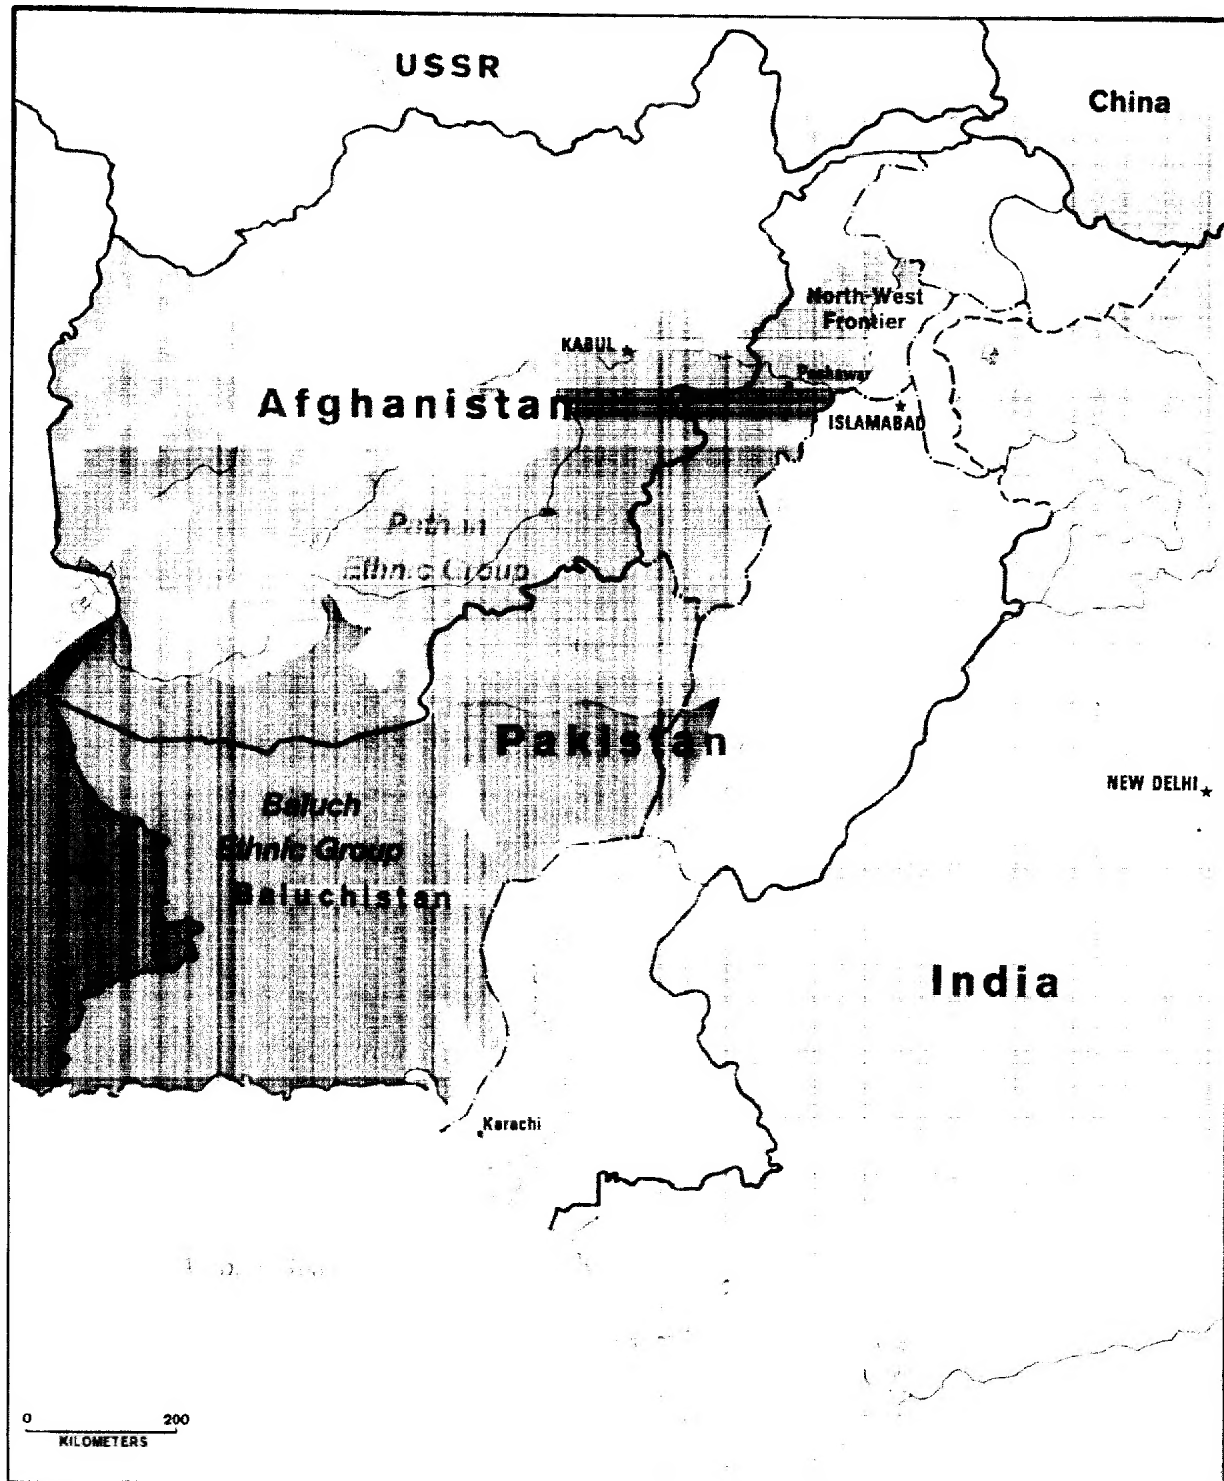 USSR
China
North-West
Frontier
KABUL
Peshawar
Afghanistan
ISLAMABAD
Pathan
Ethnic Group
Pakistan
NEW DELHI
Baluch
Ethnic Group
Baluchistan
India
Karachi
0 200
KILOMETERS